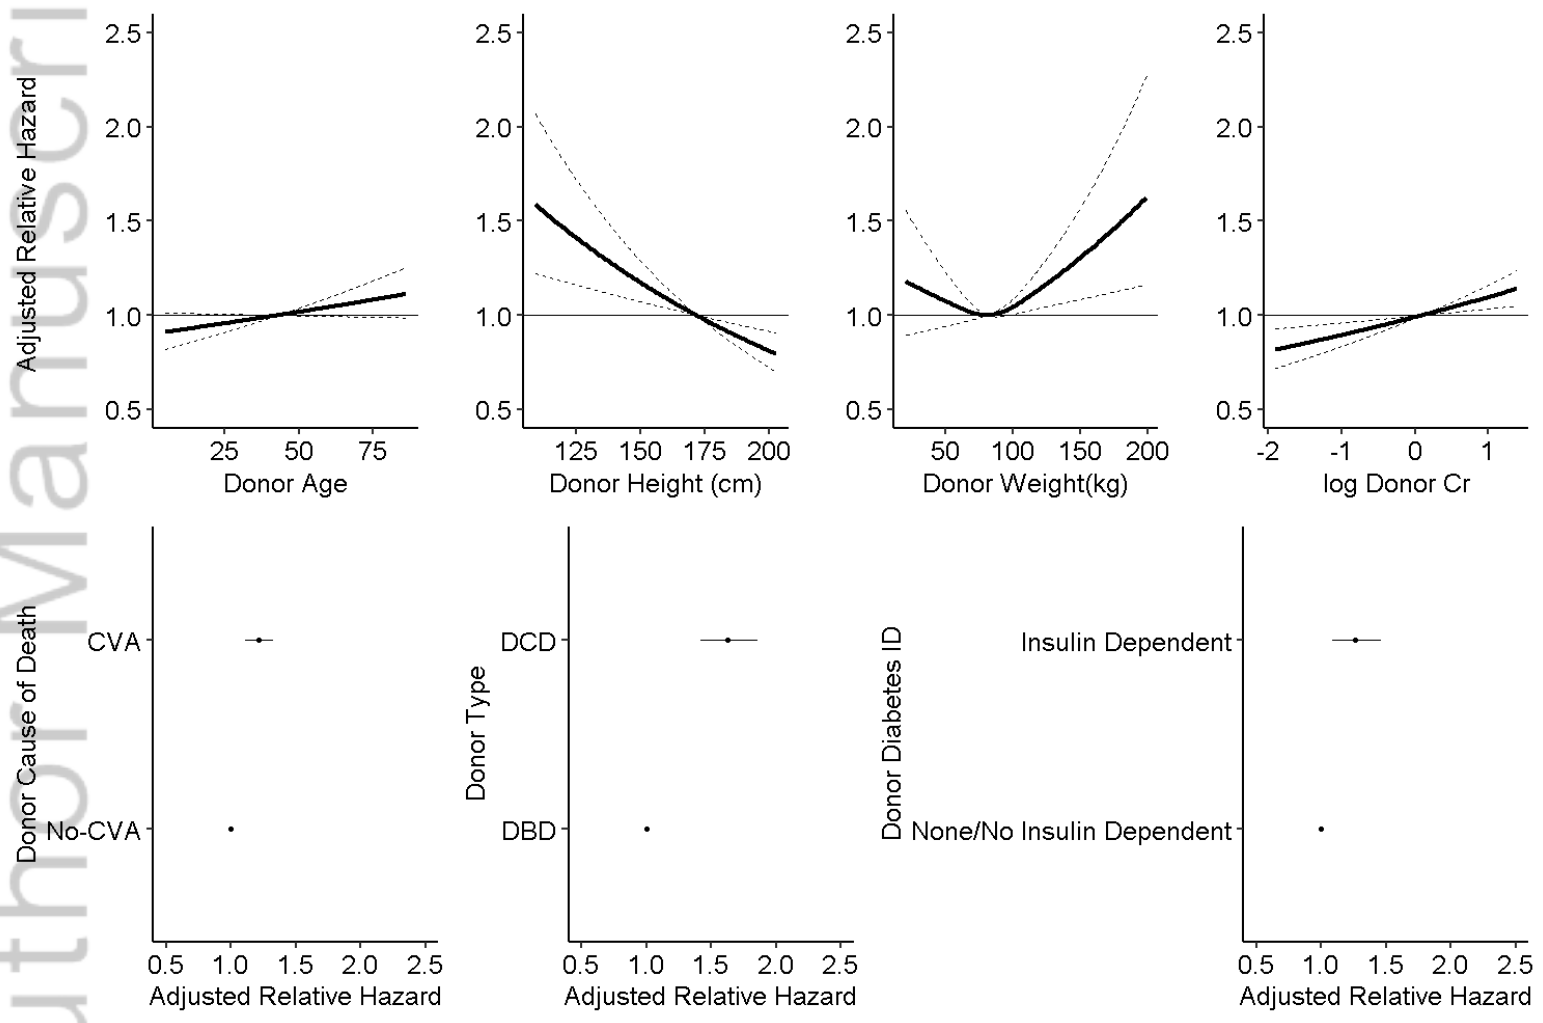 uthor Manuscri
Adjusted Relative Hazard
2.5
2.0
1.5
1.0
0.5
25 50 75
Donor Age
2.5
2.0
1.5
1.0
0.5
125 150 175 200
Donor Height (cm)
2.5
2.0
1.5
1.0
0.5
50 100 150 200
Donor Weight(kg)
2.5
2.0
1.5
1.0
0.5
-2 -1 0 1
log Donor Cr
Donor Cause of Death
CVA
No-CVA
0.5 1.0 1.5 2.0 2.5
Adjusted Relative Hazard
Donor Type
DCD
DBD
0.5 1.0 1.5 2.0 2.5
Adjusted Relative Hazard
Donor Diabetes ID
Insulin Dependent
None/No Insulin Dependent
0.5 1.0 1.5 2.0 2.5
Adjusted Relative Hazard